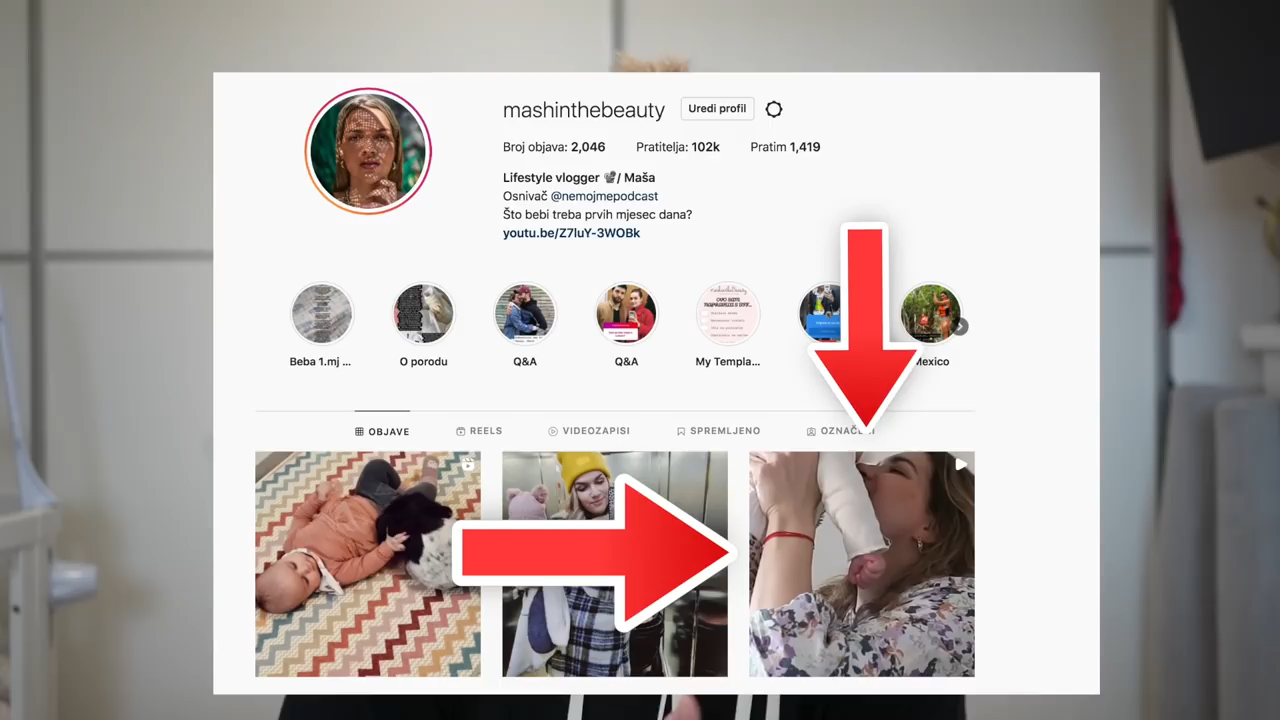 mashinthebeauty Uredi profil
Broj objava: 2,046 Pratitelja: 102k Pratim 1,419
Lifestyle vlogger 📽/ Maša
Osnivač @nemojmepodcast
Što bebi treba prvih mjesec dana?
youtu.be/Z7luY-3WOBk
Beba 1.mj ... O porodu Q&A Q&A My Templa... Mexico
OBJAVE REELS VIDEOZAPISI SPREMLJENO